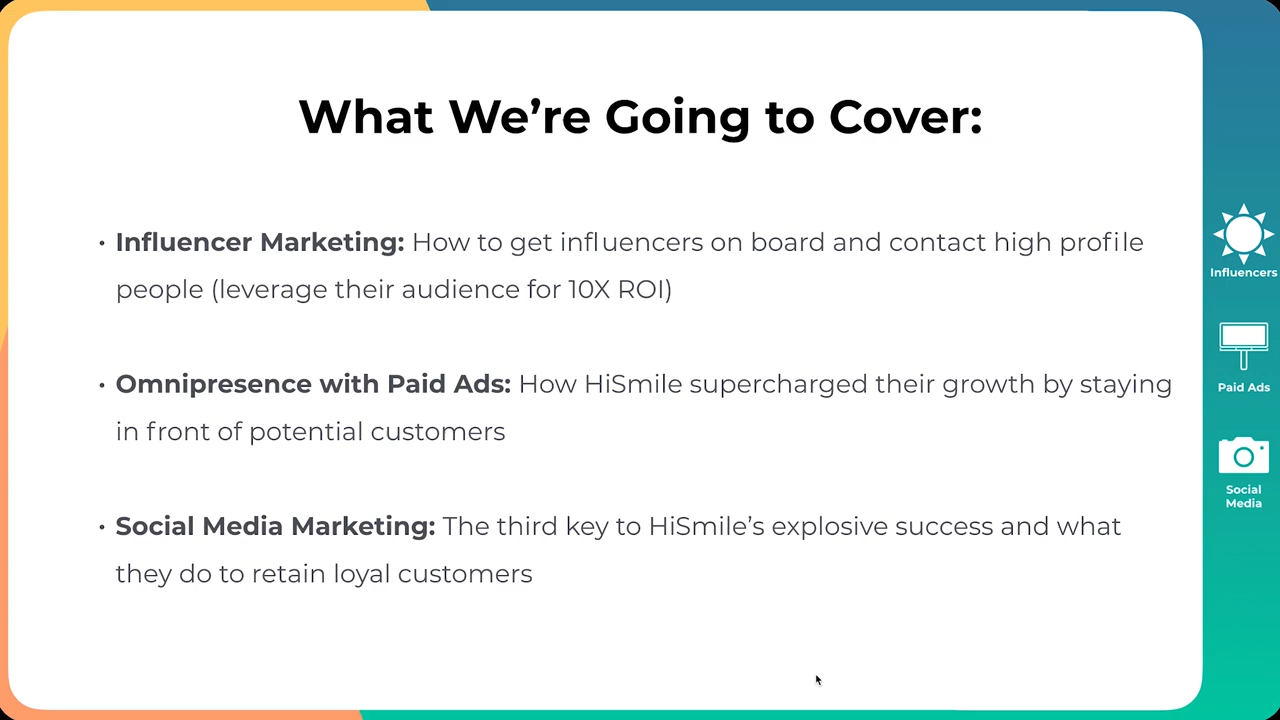 What We're Going to Cover:
• Influencer Marketing: How to get influencers on board and contact high profile
people (leverage their audience for 10X ROI)
• Omnipresence with Paid Ads: How HiSmile supercharged their growth by staying
in front of potential customers
• Social Media Marketing: The third key to HiSmile's explosive success and what
they do to retain loyal customers
Influencers
Paid Ads
Social
Media